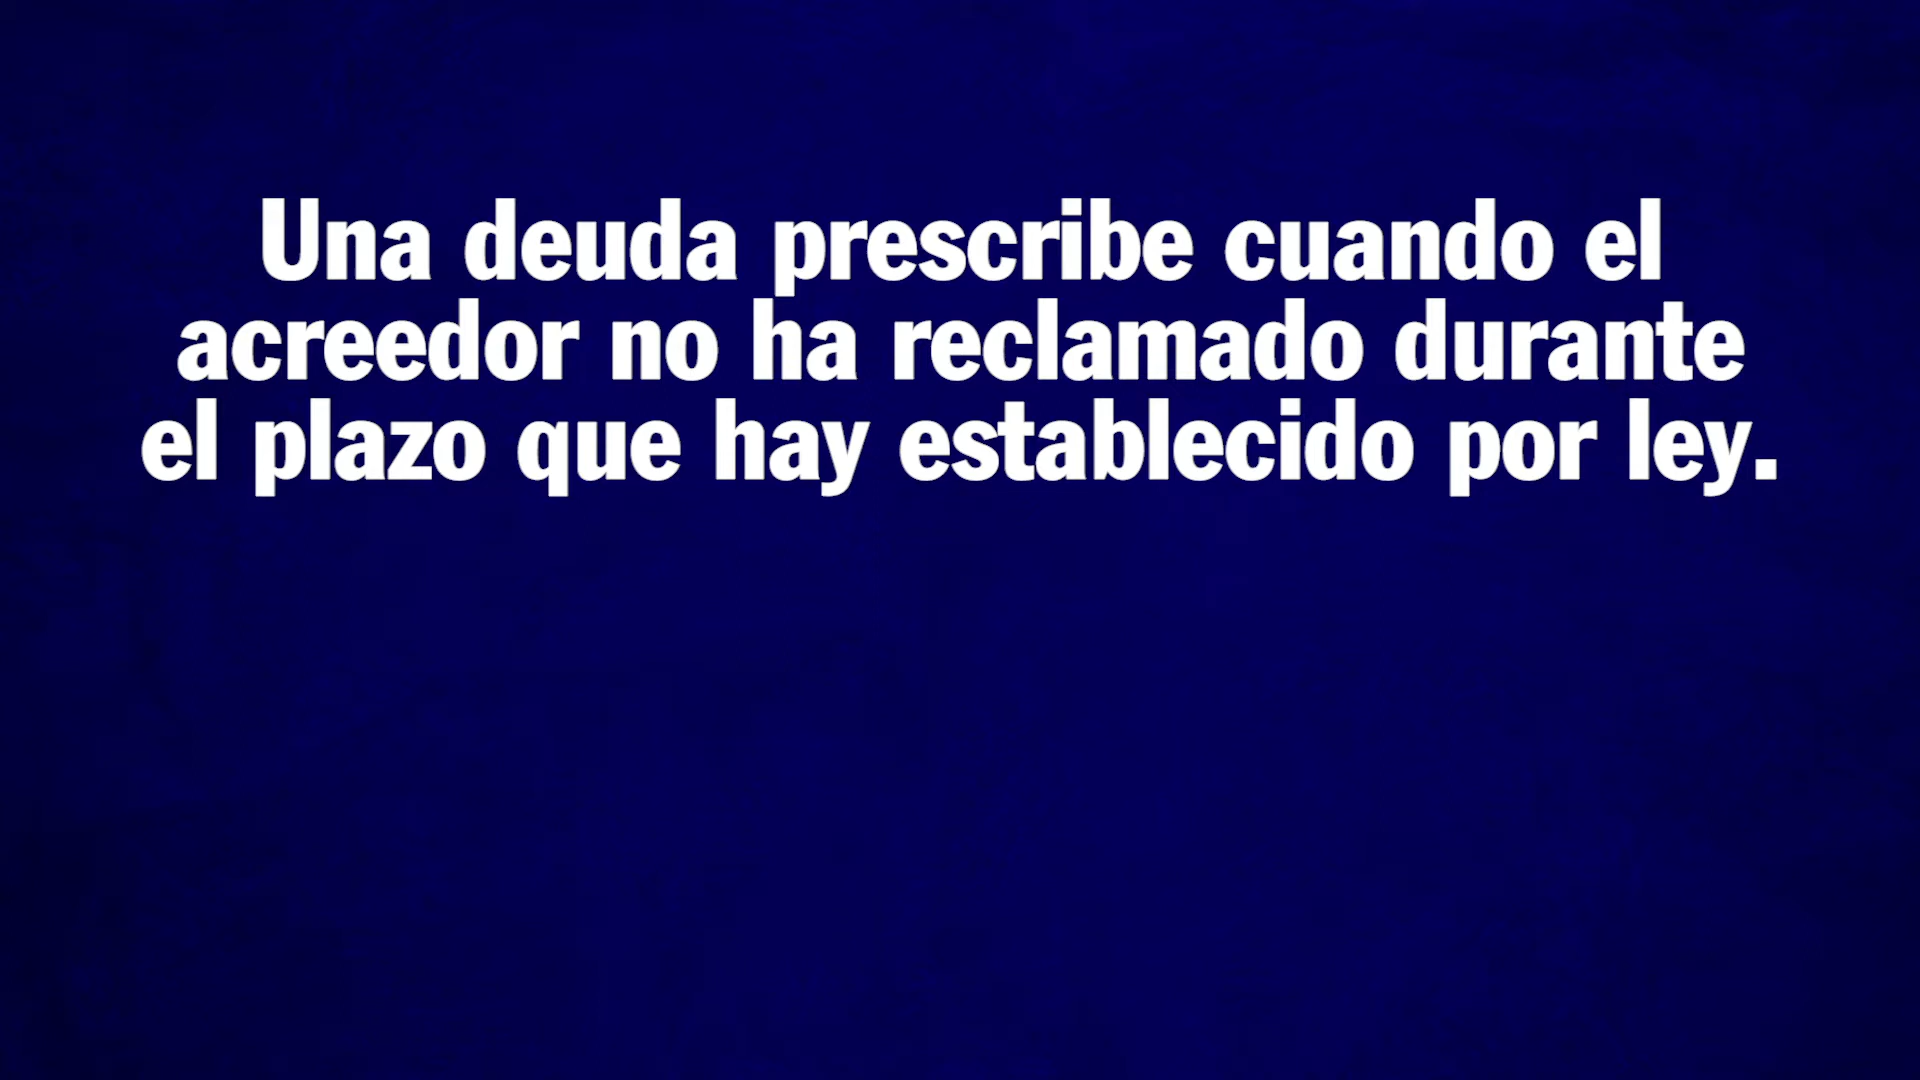 Una deuda prescribe cuando el
acreedor no ha reclamado durante
el plazo que hay establecido por ley.